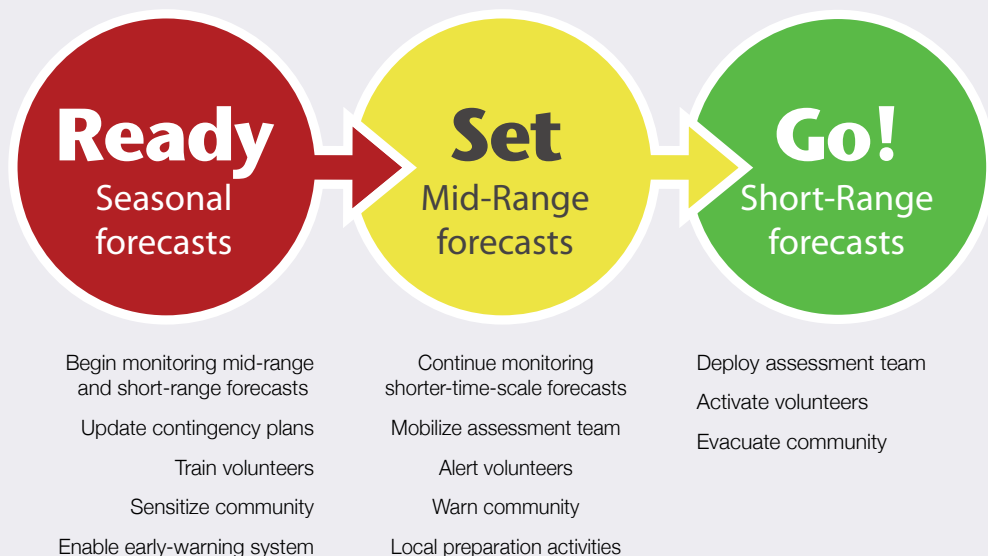 Ready
Seasonal
forecasts
Begin monitoring mid-range
and short-range forecasts
Update contingency plans
Train volunteers
Sensitize community
Enable early-warning system
Set
Mid-Range
forecasts
Continue monitoring
shorter-time-scale forecasts
Mobilize assessment team
Alert volunteers
Warn community
Local preparation activities
Go!
Short-Range
forecasts
Deploy assessment team
Activate volunteers
Evacuate community